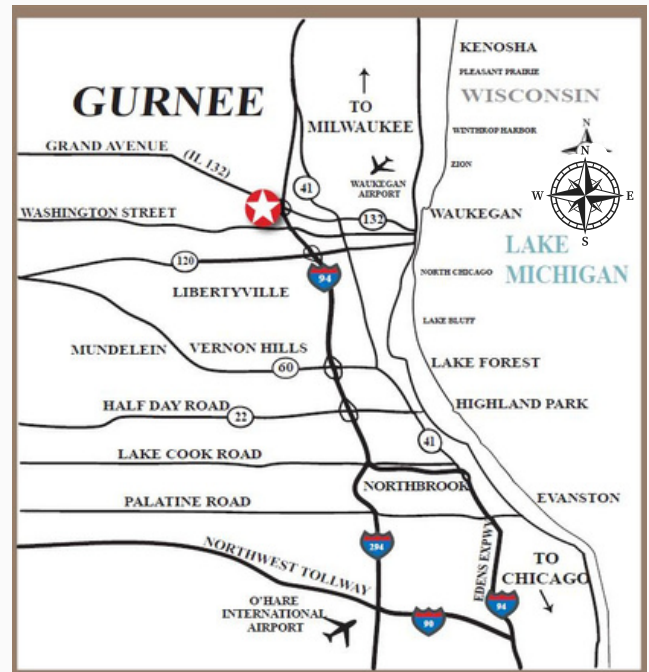 KENOSHA
PLEASANT PRAIRIE
GURNEE
WISCONSIN
TO
MILWAUKEE
WINTHROP HARBOR
N
N
GRAND AVENUE
(IL 132)
ZION
WAUKEGAN
AIRPORT
41
W
E
WASHINGTON STREET
132
WAUKEGAN
S
LAKE
MICHIGAN
120
NORTH CHICAGO
94
LIBERTYVILLE
LAKE BLUFF
MUNDELEIN
VERNON HILLS
60
LAKE FOREST
HALF DAY ROAD
22
HIGHLAND PARK
41
LAKE COOK ROAD
NORTHBROOK
PALATINE ROAD
EVANSTON
294
NORTHWEST TOLLWAY
EDENS EXPWY
TO
CHICAGO
O'HARE
INTERNATIONAL
AIRPORT
94
90